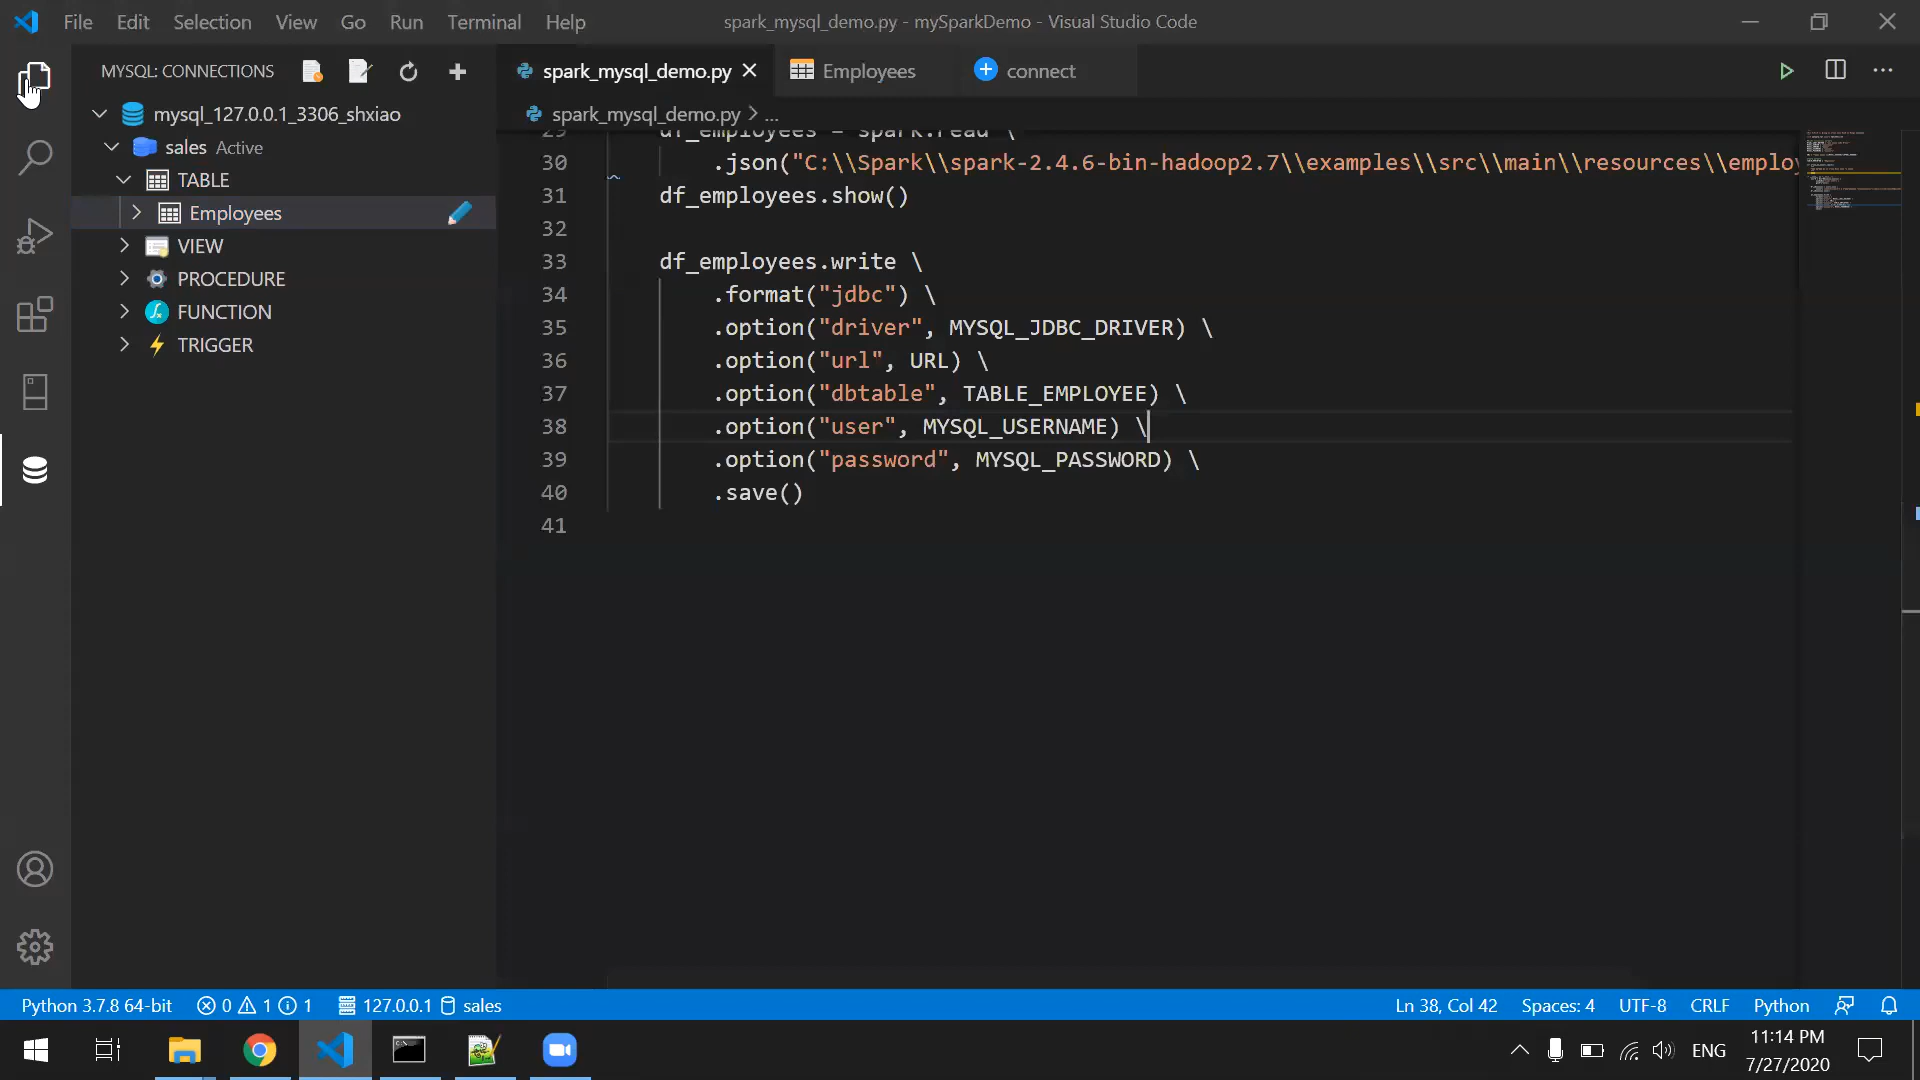 File Edit Selection View Go Run Terminal Help
spark_mysql_demo.py - mySparkDemo - Visual Studio Code
MYSQL: CONNECTIONS
mysql_127.0.0.1_3306_shxiao
sales Active
TABLE
Employees
VIEW
PROCEDURE
FUNCTION
TRIGGER
spark_mysql_demo.py Employees connect
spark_mysql_demo.py > ...
29 df_employees = spark.read \
30 .json("C:\\Spark\\spark-2.4.6-bin-hadoop2.7\\examples\\src\\main\\resources\\employ
31 df_employees.show()
32
33 df_employees.write \
34 .format("jdbc") \
35 .option("driver", MYSQL_JDBC_DRIVER) \
36 .option("url", URL) \
37 .option("dbtable", TABLE_EMPLOYEE) \
38 .option("user", MYSQL_USERNAME) \
39 .option("password", MYSQL_PASSWORD) \
40 .save()
41
Python 3.7.8 64-bit 0 1 1 127.0.0.1 sales
Ln 38, Col 42 Spaces: 4 UTF-8 CRLF Python
ENG
11:14 PM
7/27/2020